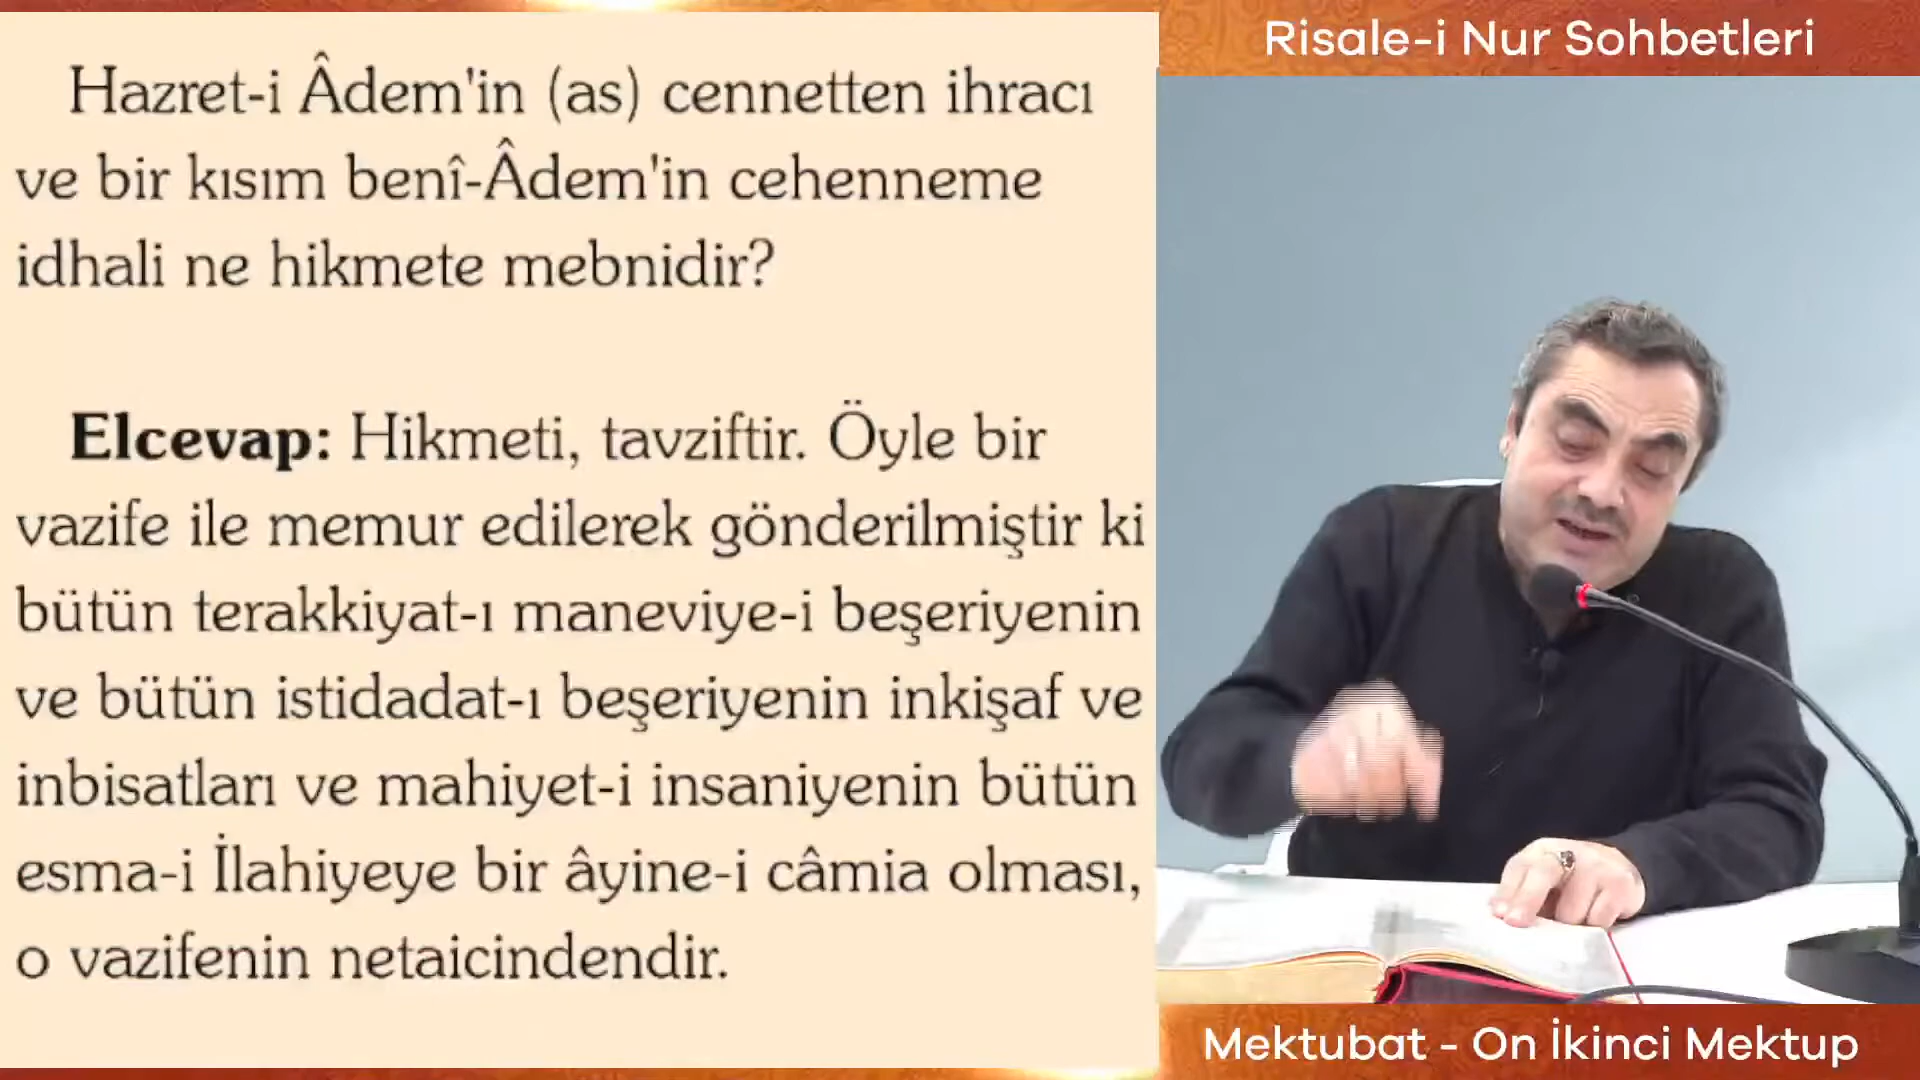 Hazret-i Âdem'in (as) cennetten ihracı
ve bir kısım benî-Âdem'in cehenneme
idhali ne hikmete mebnidir?
Elcevap: Hikmeti, tavziftir. Öyle bir
vazife ile memur edilerek gönderilmiştir ki
bütün terakkiyat-ı maneviye-i beşeriyenin
ve bütün istidadat-ı beşeriyenin inkişaf ve
inbisatları ve mahiyet-i insaniyenin bütün
esma-i İlahiyeye bir âyine-i câmia olması,
o vazifenin netaicindendir.
Risale-i Nur Sohbetleri
Mektubat - On İkinci Mektup